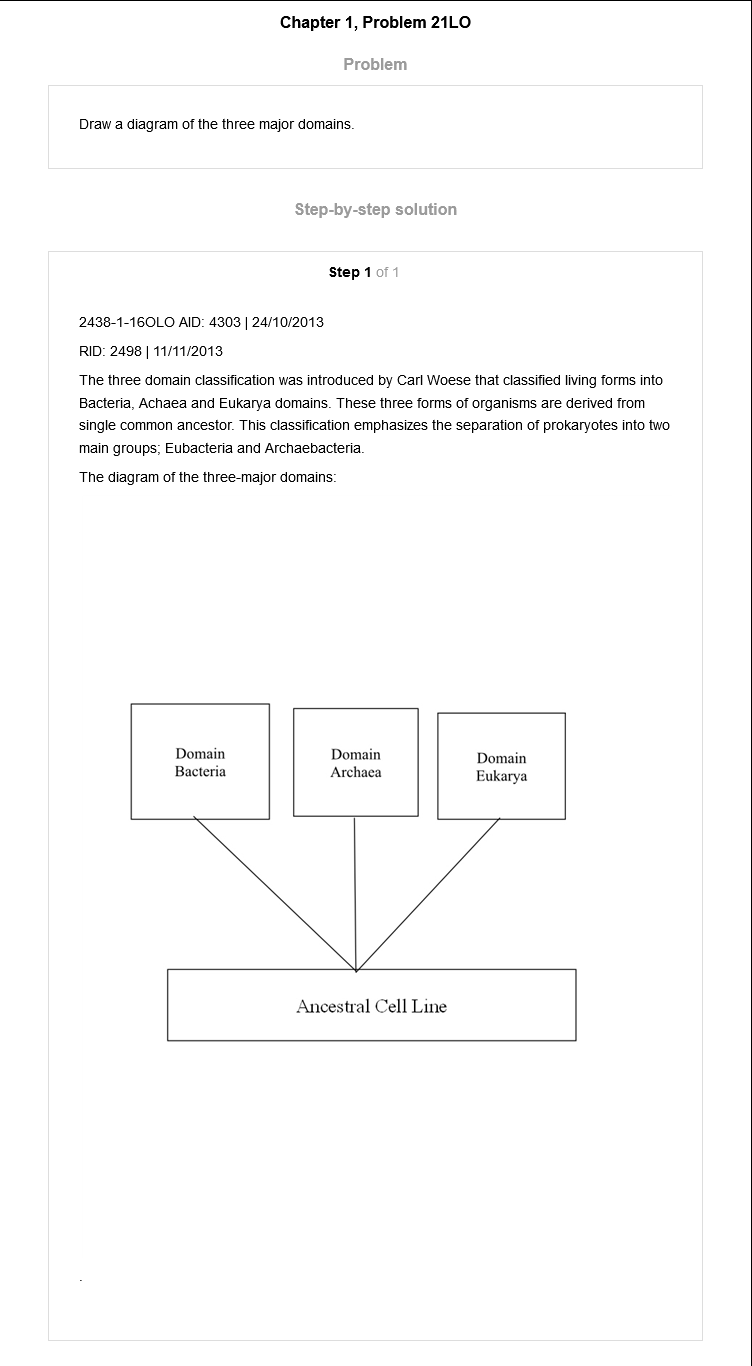 Chapter 1, Problem 21LO
Problem
Draw a diagram of the three major domains.
Step-by-step solution
Step 1 of 1
2438-1-16OLO AID: 4303 | 24/10/2013
RID: 2498 | 11/11/2013
The three domain classification was introduced by Carl Woese that classified living forms into
Bacteria, Achaea and Eukarya domains. These three forms of organisms are derived from
single common ancestor. This classification emphasizes the separation of prokaryotes into two
main groups; Eubacteria and Archaebacteria.
The diagram of the three-major domains:
Domain
Bacteria
Domain
Archaea
Domain
Eukarya
Ancestral Cell Line
.